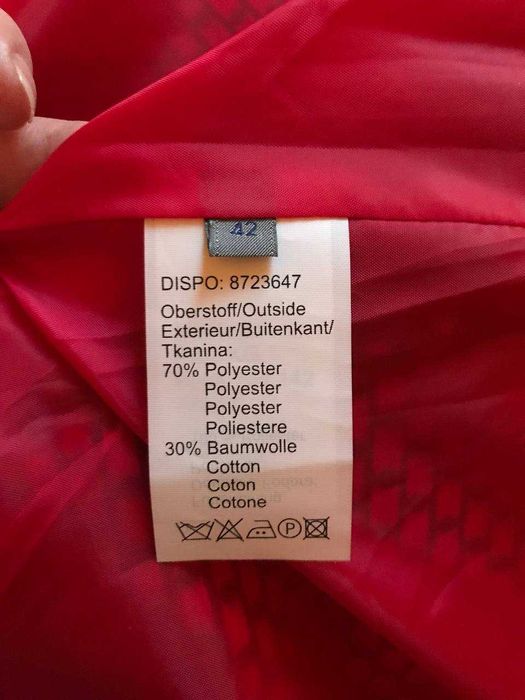 42
DISPO: 8723647
Oberstoff/Outside
Exterieur/Buitenkant/
Tkanina:
70% Polyester
Polyester
Polyester
Poliestere
30% Baumwolle
Cotton
Coton
Cotone
P